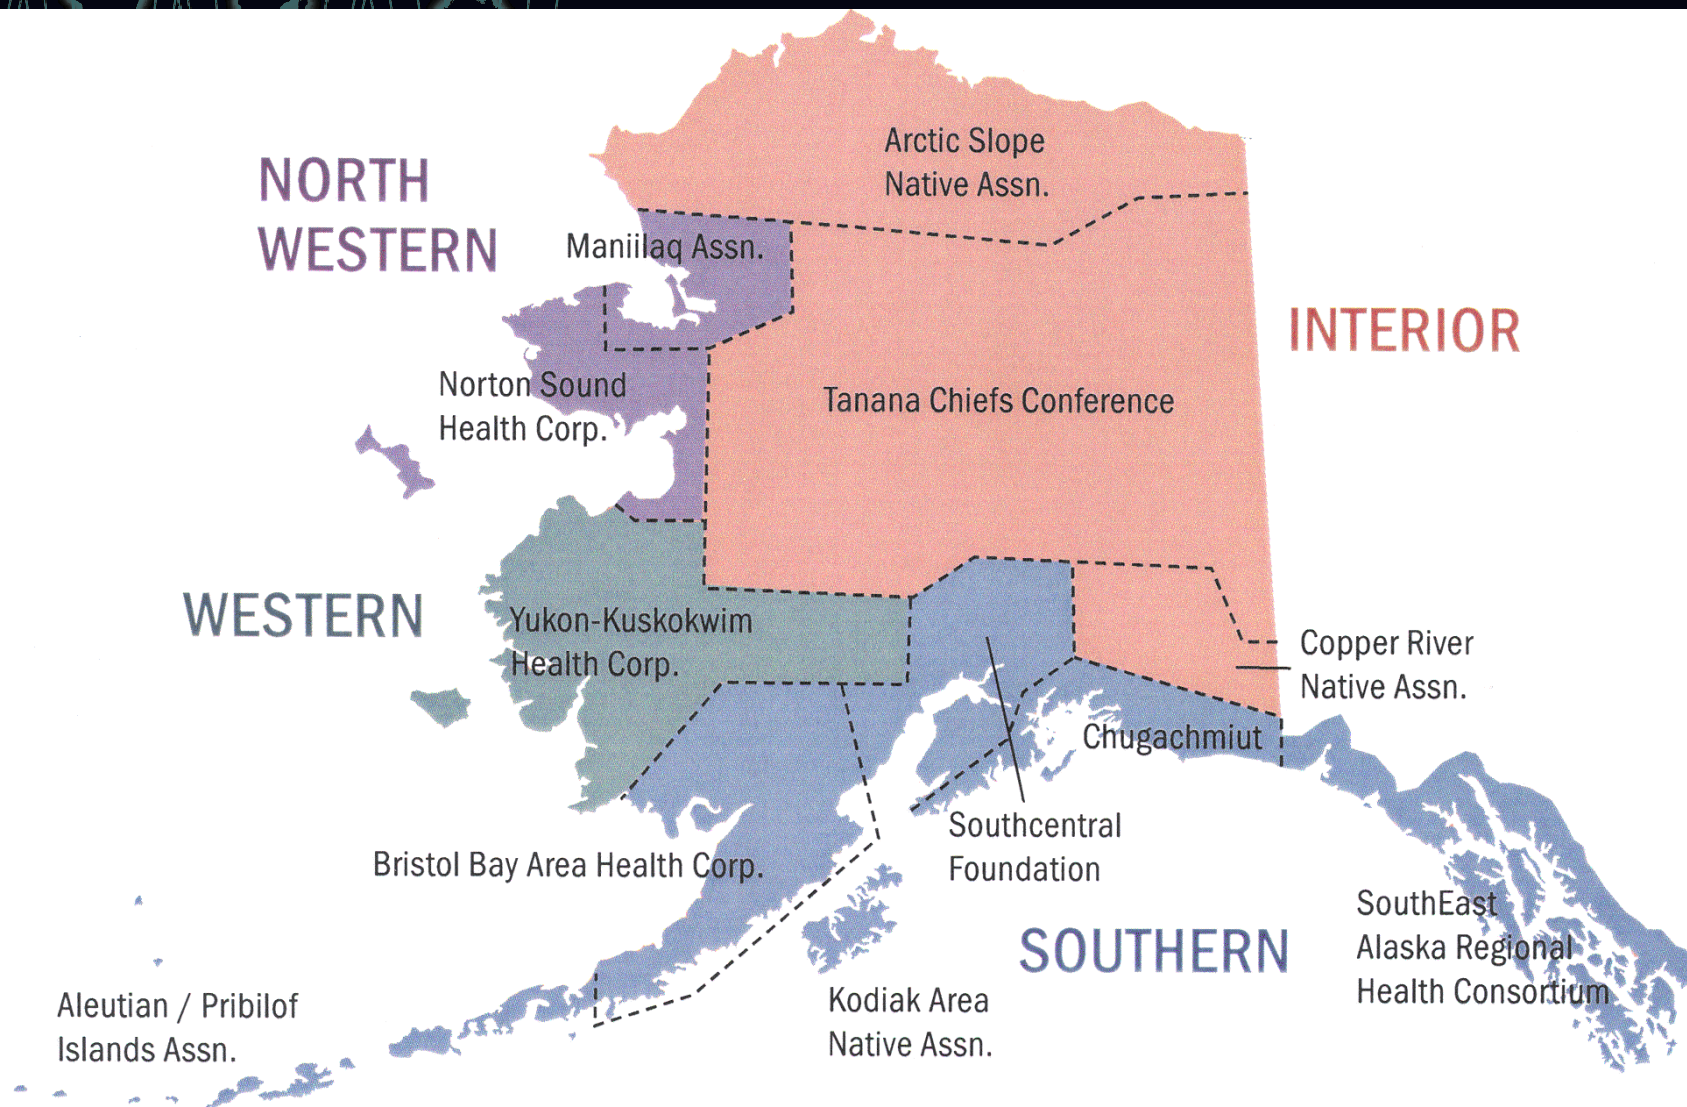 Arctic Slope
Native Assn.
NORTH
WESTERN
Maniilaq Assn.
INTERIOR
Norton Sound
Health Corp.
Tanana Chiefs Conference
WESTERN
Yukon-Kuskokwim
Health Corp.
Copper River
Native Assn.
Chugachmiut
Southcentral
Foundation
Bristol Bay Area Health Corp.
SOUTHERN
SouthEast
Alaska Regional
Health Consortium
Aleutian / Pribilof
Islands Assn.
Kodiak Area
Native Assn.